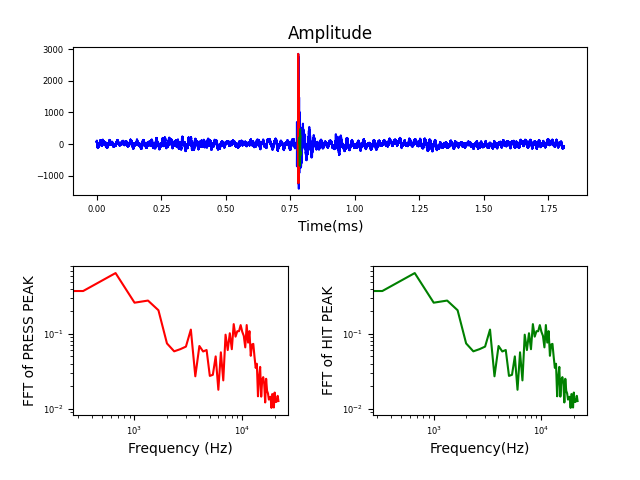 Amplitude
3000
2000
1000
0
−1000
0.00 0.25 0.50 0.75 1.00 1.25 1.50 1.75
Time(ms)
FFT of PRESS PEAK
10⁻¹
10⁻²
10³ 10⁴
Frequency (Hz)
FFT of HIT PEAK
10⁻¹
10⁻²
10³ 10⁴
Frequency(Hz)